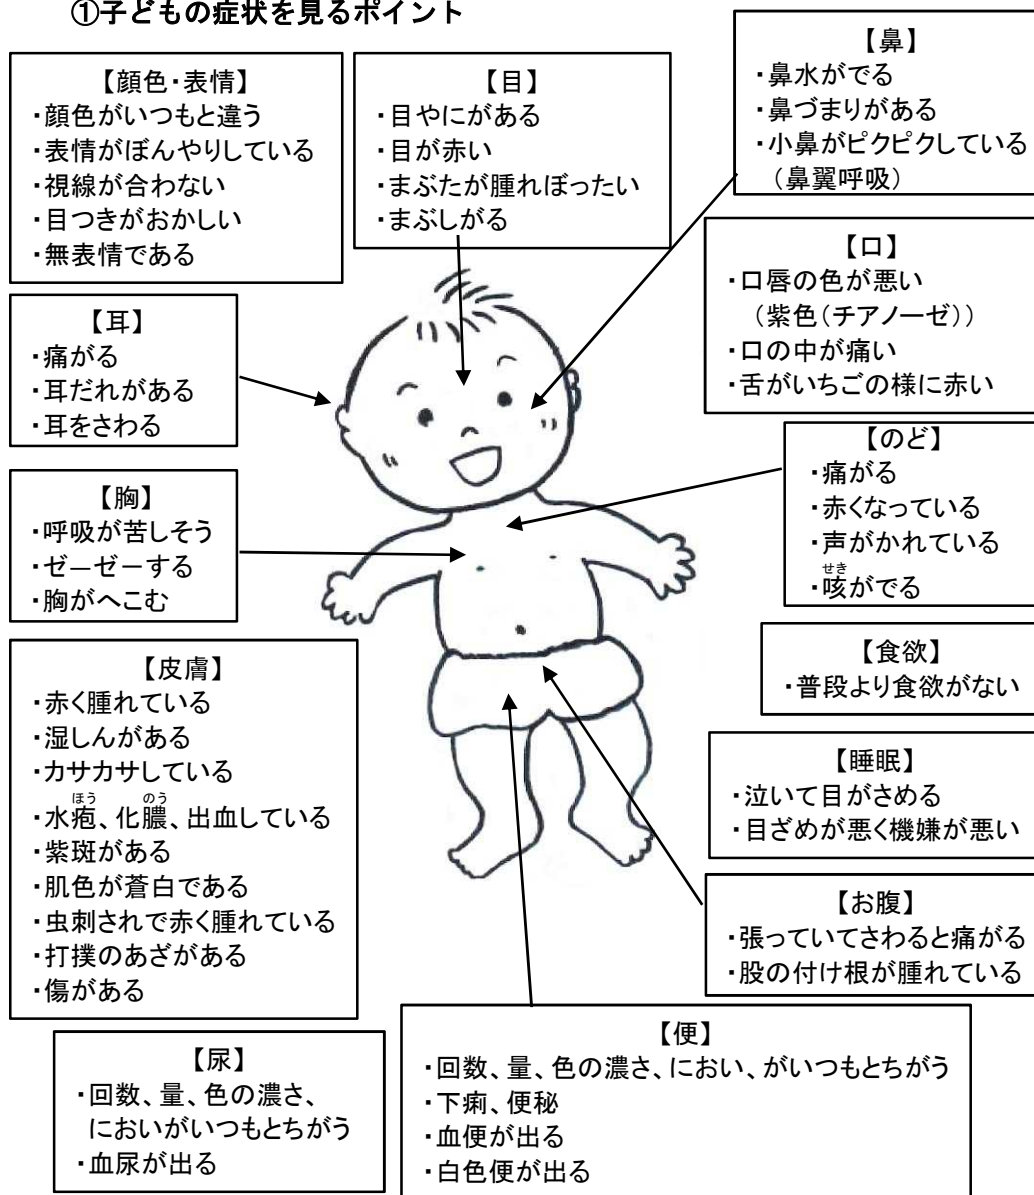 ①子どもの症状を見るポイント
【顔色・表情】
・顔色がいつもと違う
・表情がぼんやりしている
・視線が合わない
・目つきがおかしい
・無表情である
【目】
・目やにがある
・目が赤い
・まぶたが腫れぼったい
・まぶしがる
【鼻】
・鼻水がでる
・鼻づまりがある
・小鼻がピクピクしている
（鼻翼呼吸）
【口】
・口唇の色が悪い
（紫色（チアノーゼ））
・口の中が痛い
・舌がいちごの様に赤い
【耳】
・痛がる
・耳だれがある
・耳をさわる
【のど】
・痛がる
・赤くなっている
・声がかれている
せき
・咳がでる
【胸】
・呼吸が苦しそう
・ゼーゼーする
・胸がへこむ
【食欲】
・普段より食欲がない
【皮膚】
・赤く腫れている
・湿しんがある
・カサカサしている
ほう のう
・水疱、化膿、出血している
・紫斑がある
・肌色が蒼白である
・虫刺されで赤く腫れている
・打撲のあざがある
・傷がある
【睡眠】
・泣いて目がさめる
・目ざめが悪く機嫌が悪い
【お腹】
・張っていてさわると痛がる
・股の付け根が腫れている
【尿】
・回数、量、色の濃さ、
においがいつもとちがう
・血尿が出る
【便】
・回数、量、色の濃さ、におい、がいつもとちがう
・下痢、便秘
・血便が出る
・白色便が出る